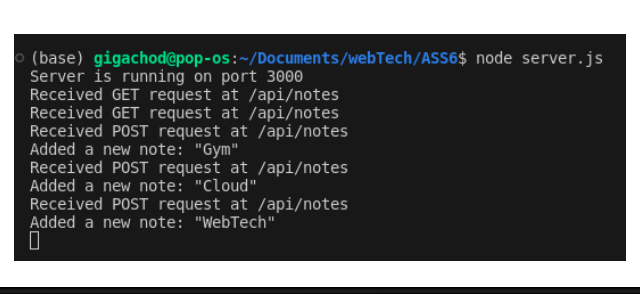 (base) gigachod@pop-os:~/Documents/webTech/ASS6$ node server.js
Server is running on port 3000
Received GET request at /api/notes
Received GET request at /api/notes
Received POST request at /api/notes
Added a new note: "Gym"
Received POST request at /api/notes
Added a new note: "Cloud"
Received POST request at /api/notes
Added a new note: "WebTech"